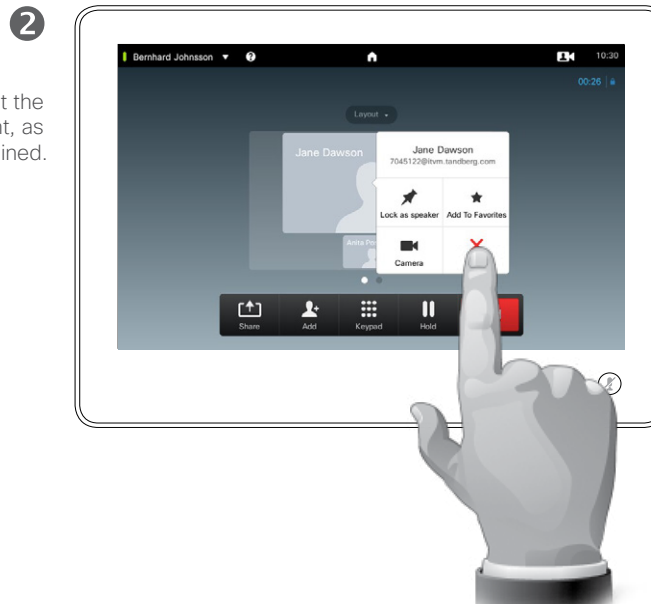 2
t the
t, as
ined.
Bernhard Johnsson
?
10:30
00:26
Layout
Jane Dawson
Jane Dawson
7045122@itvm.tandberg.com
Lock as speaker
Add To Favorites
Anita
Camera
Share
Add
Keypad
Hold